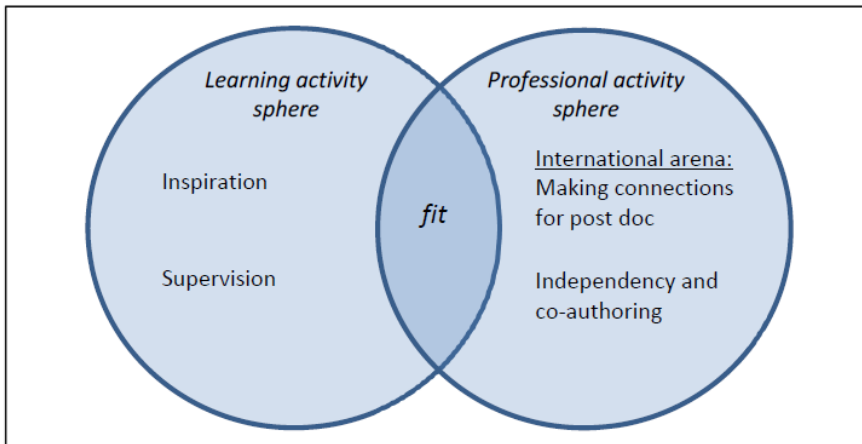 Learning activity
sphere
Inspiration
Supervision
fit
Professional activity
sphere
International arena:
Making connections
for post doc
Independency and
co-authoring